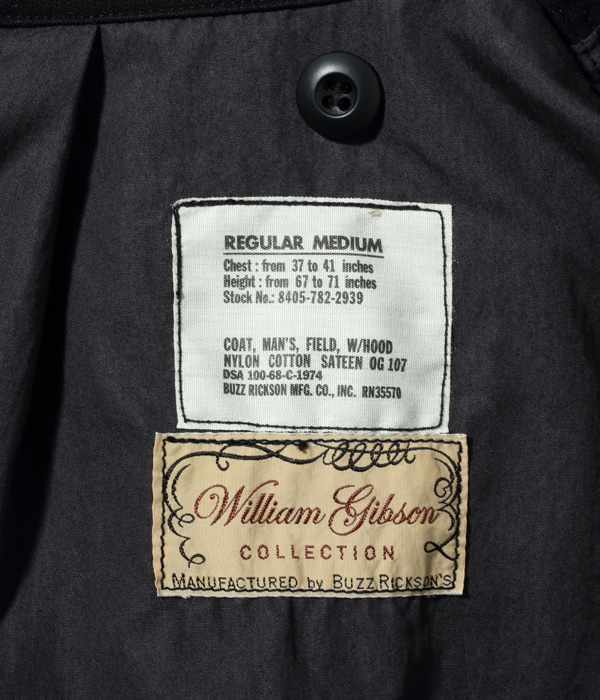 REGULAR MEDIUM
Chest : from 37 to 41 inches
Height : from 67 to 71 inches
Stock No.: 8405-782-2939
COAT, MAN'S, FIELD, W/HOOD
NYLON COTTON SATEEN OG 107
DSA 100-68-C-1974
BUZZ RICKSON MFG. CO., INC. RN35570
William Gibson
COLLECTION
MANUFACTURED by BUZZ RICKSON'S